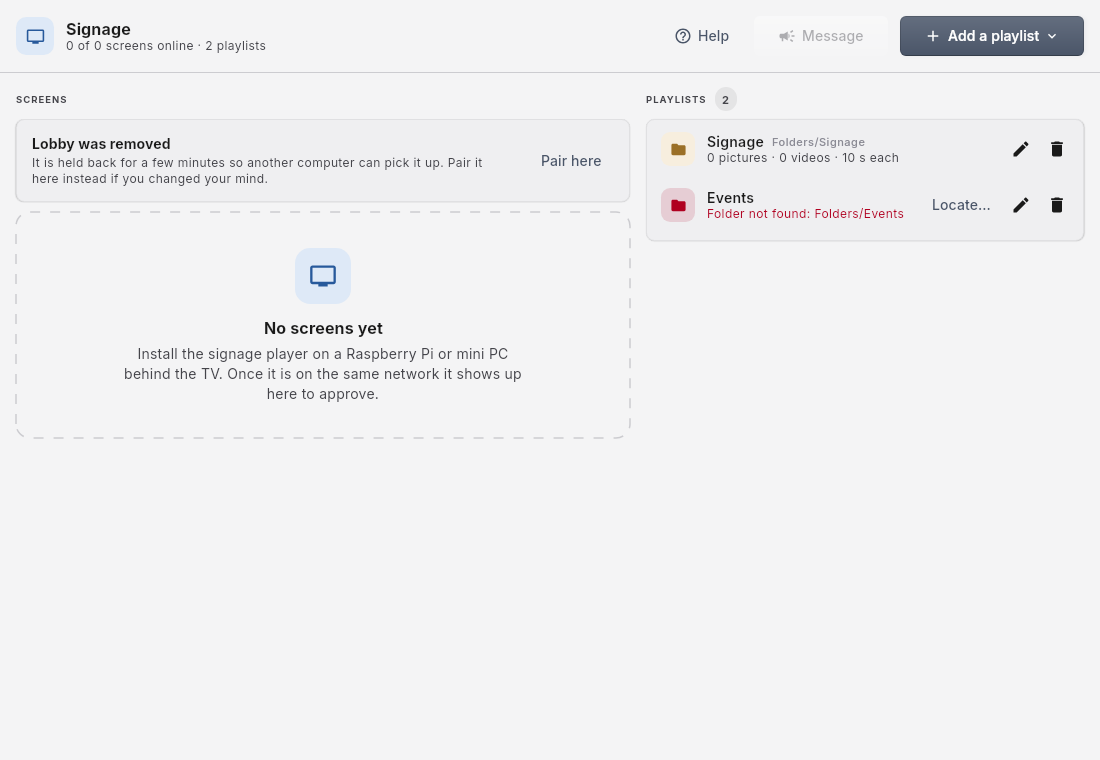 Signage
0 of 0 screens online · 2 playlists
Help
Message
Add a playlist
SCREENS
Lobby was removed
It is held back for a few minutes so another computer can pick it up. Pair it
here instead if you changed your mind.
Pair here
No screens yet
Install the signage player on a Raspberry Pi or mini PC
behind the TV. Once it is on the same network it shows up
here to approve.
PLAYLISTS 2
Signage Folders/Signage
0 pictures · 0 videos · 10 s each
Events
Folder not found: Folders/Events
Locate...